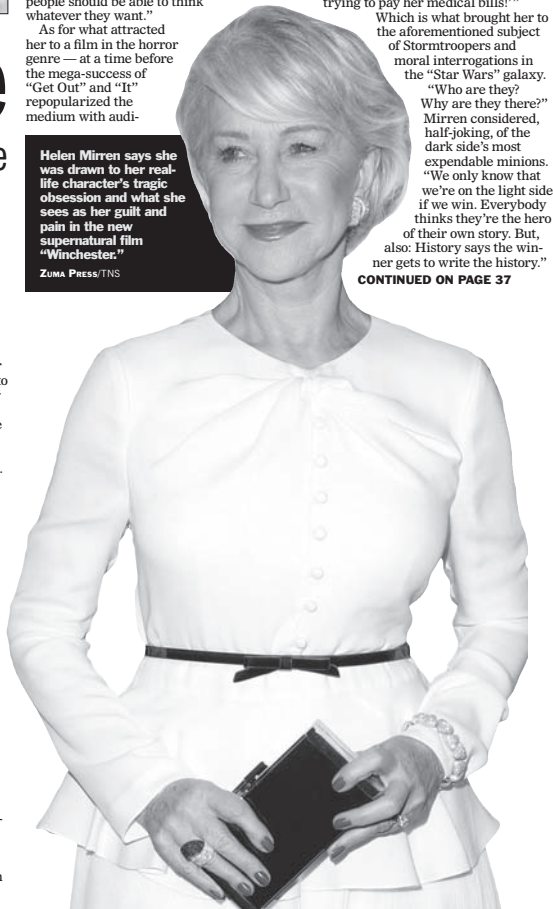 people should be able to think
whatever they want.”
As for what attracted
her to a film in the horror
genre — at a time before
the mega-success of
“Get Out” and “It”
repopularized the
medium with audi-
Helen Mirren says she
was drawn to her real-
life character’s tragic
obsession and what she
sees as her guilt and
pain in the new
supernatural film
“Winchester.”
ZUMA PRESS/TNS
trying to pay her medical bills!’ ”
Which is what brought her to
the aforementioned subject
of Stormtroopers and
moral interrogations in
the “Star Wars” galaxy.
“Who are they?
Why are they there?”
Mirren considered,
half-joking, of the
dark side’s most
expendable minions.
“We only know that
we’re on the light side
if we win. Everybody
thinks they’re the hero
of their own story. But,
also: History says the win-
ner gets to write the history.”
CONTINUED ON PAGE 37